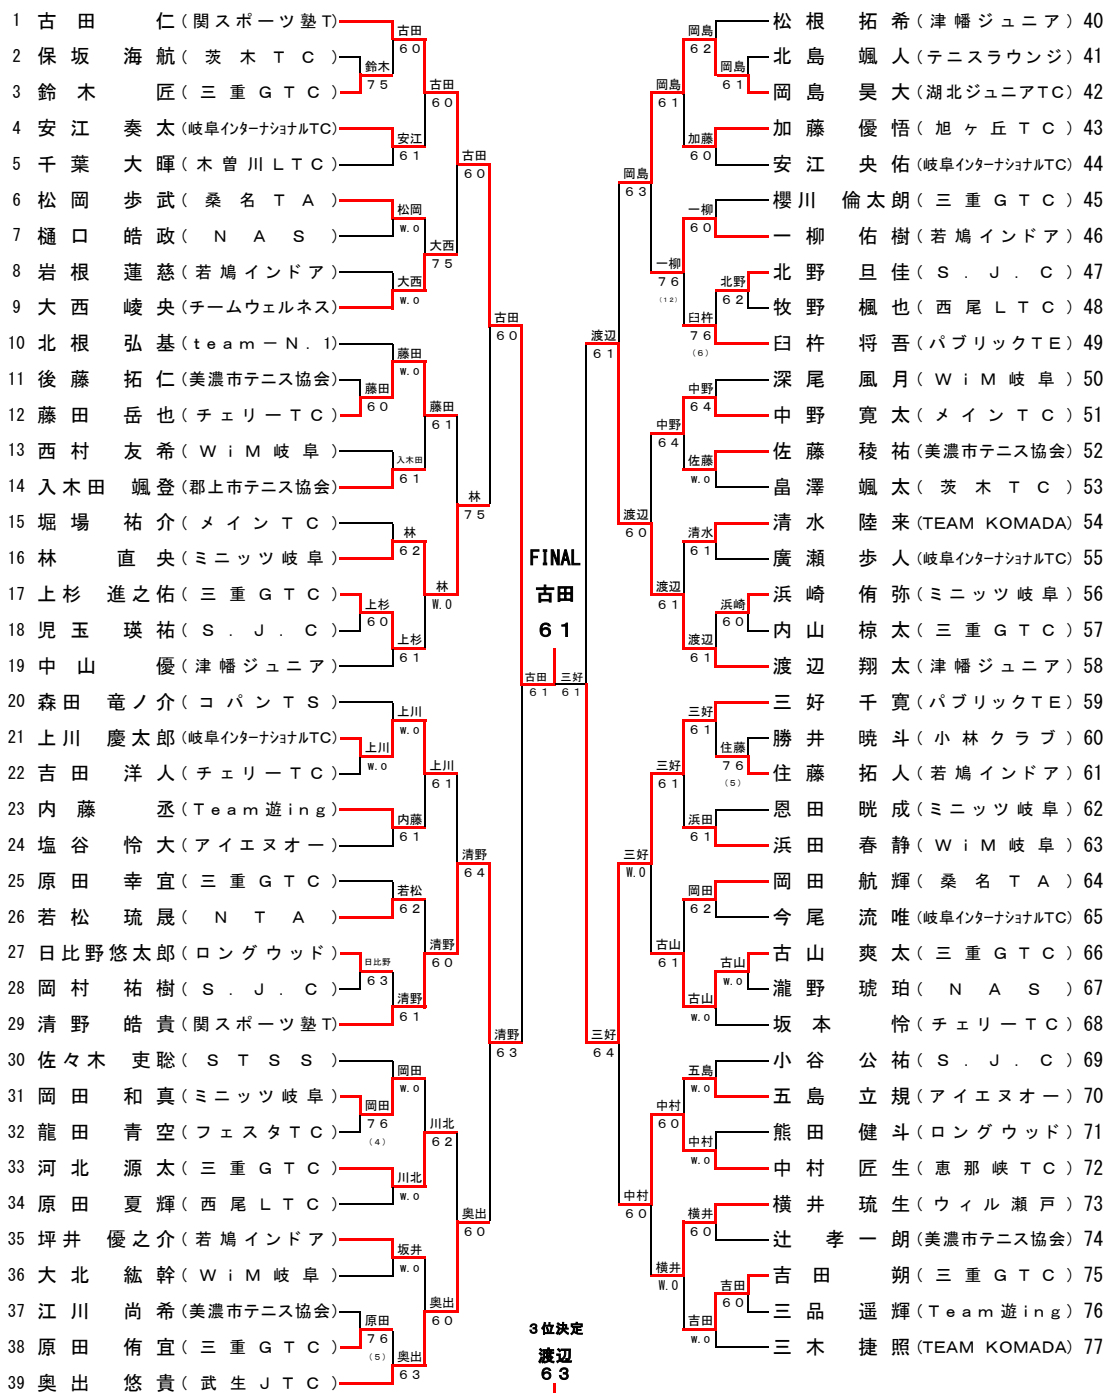 1 古田 仁 (関スポーツ塾T)
2 保坂 海航 (茨木TC)
3 鈴木 匠 (三重GTC)
4 安江 奏太 (岐阜インターナショナルTC)
5 千葉 大暉 (木曽川LTC)
6 松岡 歩武 (桑名TA)
7 樋口 皓政 (NAS)
8 岩根 蓮慈 (若鳩インドア)
9 大西 崚央 (チームウェルネス)
10 北根 弘基 (team－N.1)
11 後藤 拓仁 (美濃市テニス協会)
12 藤田 岳也 (チェリーTC)
13 西村 友希 (WiM岐阜)
14 入木田 颯登 (郡上市テニス協会)
15 堀場 祐介 (メインTC)
16 林 直央 (ミニッツ岐阜)
17 上杉 進之佑 (三重GTC)
18 児玉 瑛祐 (S.J.C)
19 中山 優 (津幡ジュニア)
20 森田 竜ノ介 (コパンTS)
21 上川 慶太郎 (岐阜インターナショナルTC)
22 吉田 洋人 (チェリーTC)
23 内藤 丞 (Team遊ing)
24 塩谷 怜大 (アイエヌオー)
25 原田 幸宜 (三重GTC)
26 若松 琉晟 (NTA)
27 日比野悠太郎 (ロングウッド)
28 岡村 祐樹 (S.J.C)
29 清野 皓貴 (関スポーツ塾T)
30 佐々木 吏聡 (STSS)
31 岡田 和真 (ミニッツ岐阜)
32 龍田 青空 (フェスタTC)
33 河北 源太 (三重GTC)
34 原田 夏輝 (西尾LTC)
35 坪井 優之介 (若鳩インドア)
36 大北 紘幹 (WiM岐阜)
37 江川 尚希 (美濃市テニス協会)
38 原田 侑宜 (三重GTC)
39 奥出 悠貴 (武生JTC)
古田
60
鈴木
75
安江
61
松岡
W.0
大西
W.0
藤田
W.0
藤田
60
入木田
61
林
62
上杉
60
上杉
61
上川
W.0
上川
W.0
内藤
61
若松
62
日比野
63
清野
61
岡田
W.0
岡田
76
(4)
川北
W.0
坂井
W.0
原田
76
(5)
奥出
63
古田
60
大西
75
藤田
61
林
W.0
上川
61
清野
60
川北
62
奥出
60
古田
60
林
75
清野
64
奥出
60
古田
60
清野
63
古田
61
FINAL
古田
61
三好
61
3位決定
渡辺
63
渡辺
61
三好
64
岡島
63
渡辺
60
三好
W.0
中村
60
岡島
61
一柳
76
(12)
中野
64
渡辺
61
三好
61
古山
61
中村
60
横井
W.0
岡島
62
岡島
61
加藤
60
一柳
60
北野
62
臼杵
76
(6)
中野
64
佐藤
W.0
清水
61
浜崎
60
渡辺
61
三好
61
住藤
76
(5)
浜田
61
岡田
62
古山
W.0
古山
W.0
五島
W.0
中村
W.0
横井
60
吉田
60
吉田
W.0
松根 拓希 (津幡ジュニア) 40
北島 颯人 (テニスラウンジ) 41
岡島 昊大 (湖北ジュニアTC) 42
加藤 優悟 (旭ヶ丘TC) 43
安江 央佑 (岐阜インターナショナルTC) 44
櫻川 倫太朗 (三重GTC) 45
一柳 佑樹 (若鳩インドア) 46
北野 旦佳 (S.J.C) 47
牧野 楓也 (西尾LTC) 48
臼杵 将吾 (パブリックTE) 49
深尾 風月 (WiM岐阜) 50
中野 寛太 (メインTC) 51
佐藤 稜祐 (美濃市テニス協会) 52
畠澤 颯太 (茨木TC) 53
清水 陸来 (TEAM KOMADA) 54
廣瀬 歩人 (岐阜インターナショナルTC) 55
浜崎 侑弥 (ミニッツ岐阜) 56
内山 椋太 (三重GTC) 57
渡辺 翔太 (津幡ジュニア) 58
三好 千寛 (パブリックTE) 59
勝井 暁斗 (小林クラブ) 60
住藤 拓人 (若鳩インドア) 61
恩田 晄成 (ミニッツ岐阜) 62
浜田 春静 (WiM岐阜) 63
岡田 航輝 (桑名TA) 64
今尾 流唯 (岐阜インターナショナルTC) 65
古山 爽太 (三重GTC) 66
瀧野 琥珀 (NAS) 67
坂本 怜 (チェリーTC) 68
小谷 公祐 (S.J.C) 69
五島 立規 (アイエヌオー) 70
熊田 健斗 (ロングウッド) 71
中村 匠生 (恵那峡TC) 72
横井 琉生 (ウィル瀬戸) 73
辻 孝一朗 (美濃市テニス協会) 74
吉田 朔 (三重GTC) 75
三品 遥輝 (Team遊ing) 76
三木 捷照 (TEAM KOMADA) 77